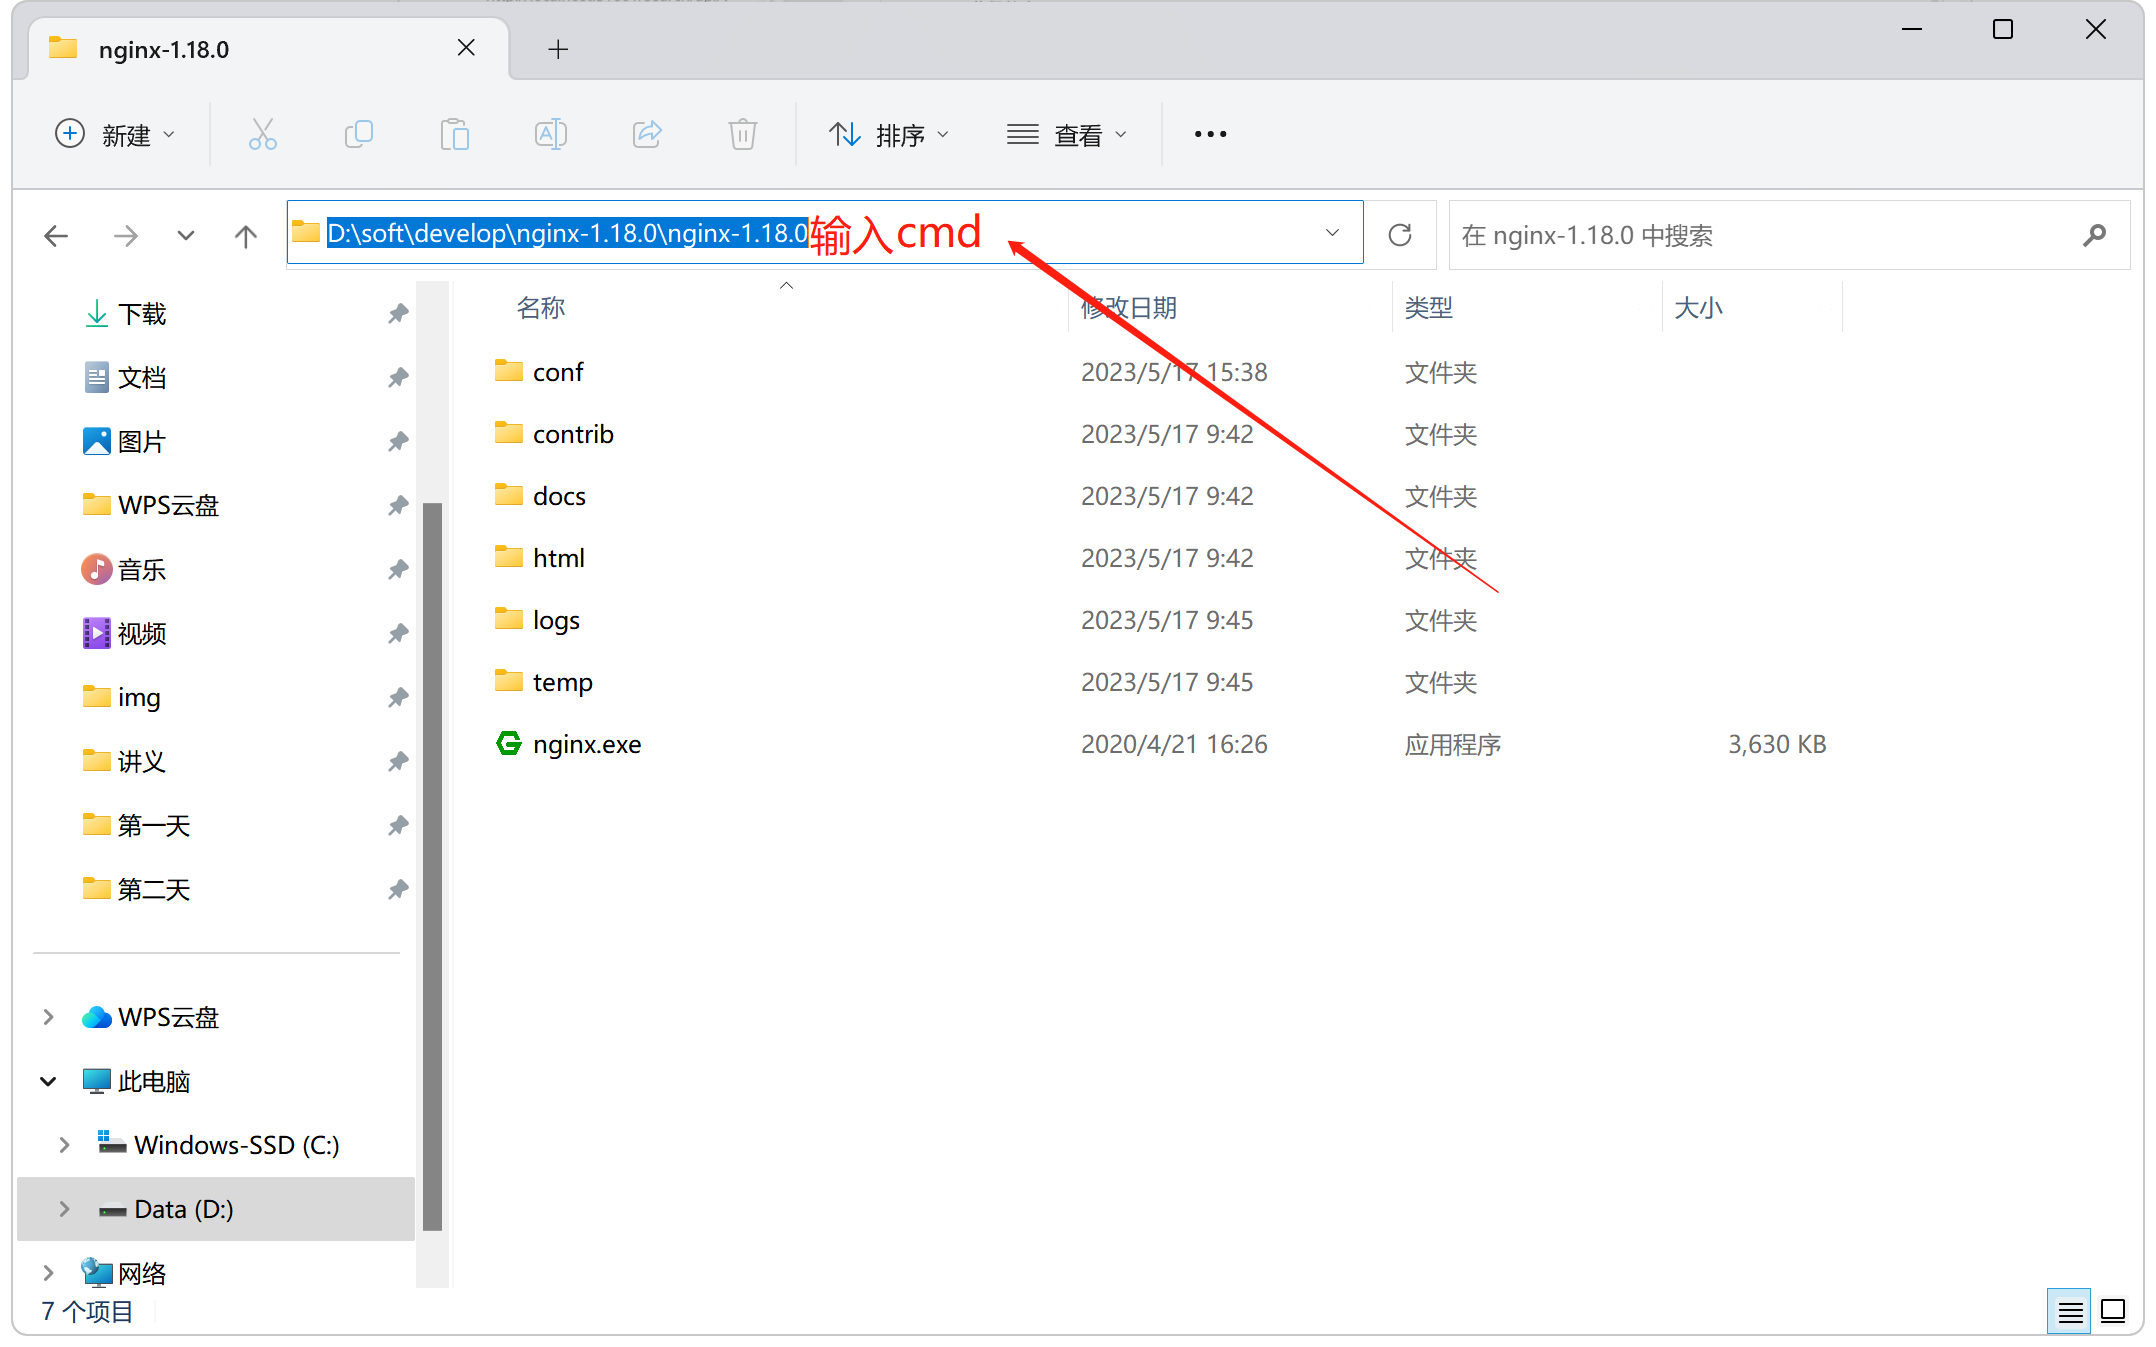 nginx-1.18.0
新建
排序
查看
D:\soft\develop\nginx-1.18.0\nginx-1.18.0输入cmd
在 nginx-1.18.0 中搜索
下载
文档
图片
WPS云盘
音乐
视频
img
讲义
第一天
第二天
WPS云盘
此电脑
Windows-SSD (C:)
Data (D:)
网络
名称 修改日期 类型 大小
conf 2023/5/17 15:38 文件夹
contrib 2023/5/17 9:42 文件夹
docs 2023/5/17 9:42 文件夹
html 2023/5/17 9:42 文件夹
logs 2023/5/17 9:45 文件夹
temp 2023/5/17 9:45 文件夹
nginx.exe 2020/4/21 16:26 应用程序 3,630 KB
7 个项目